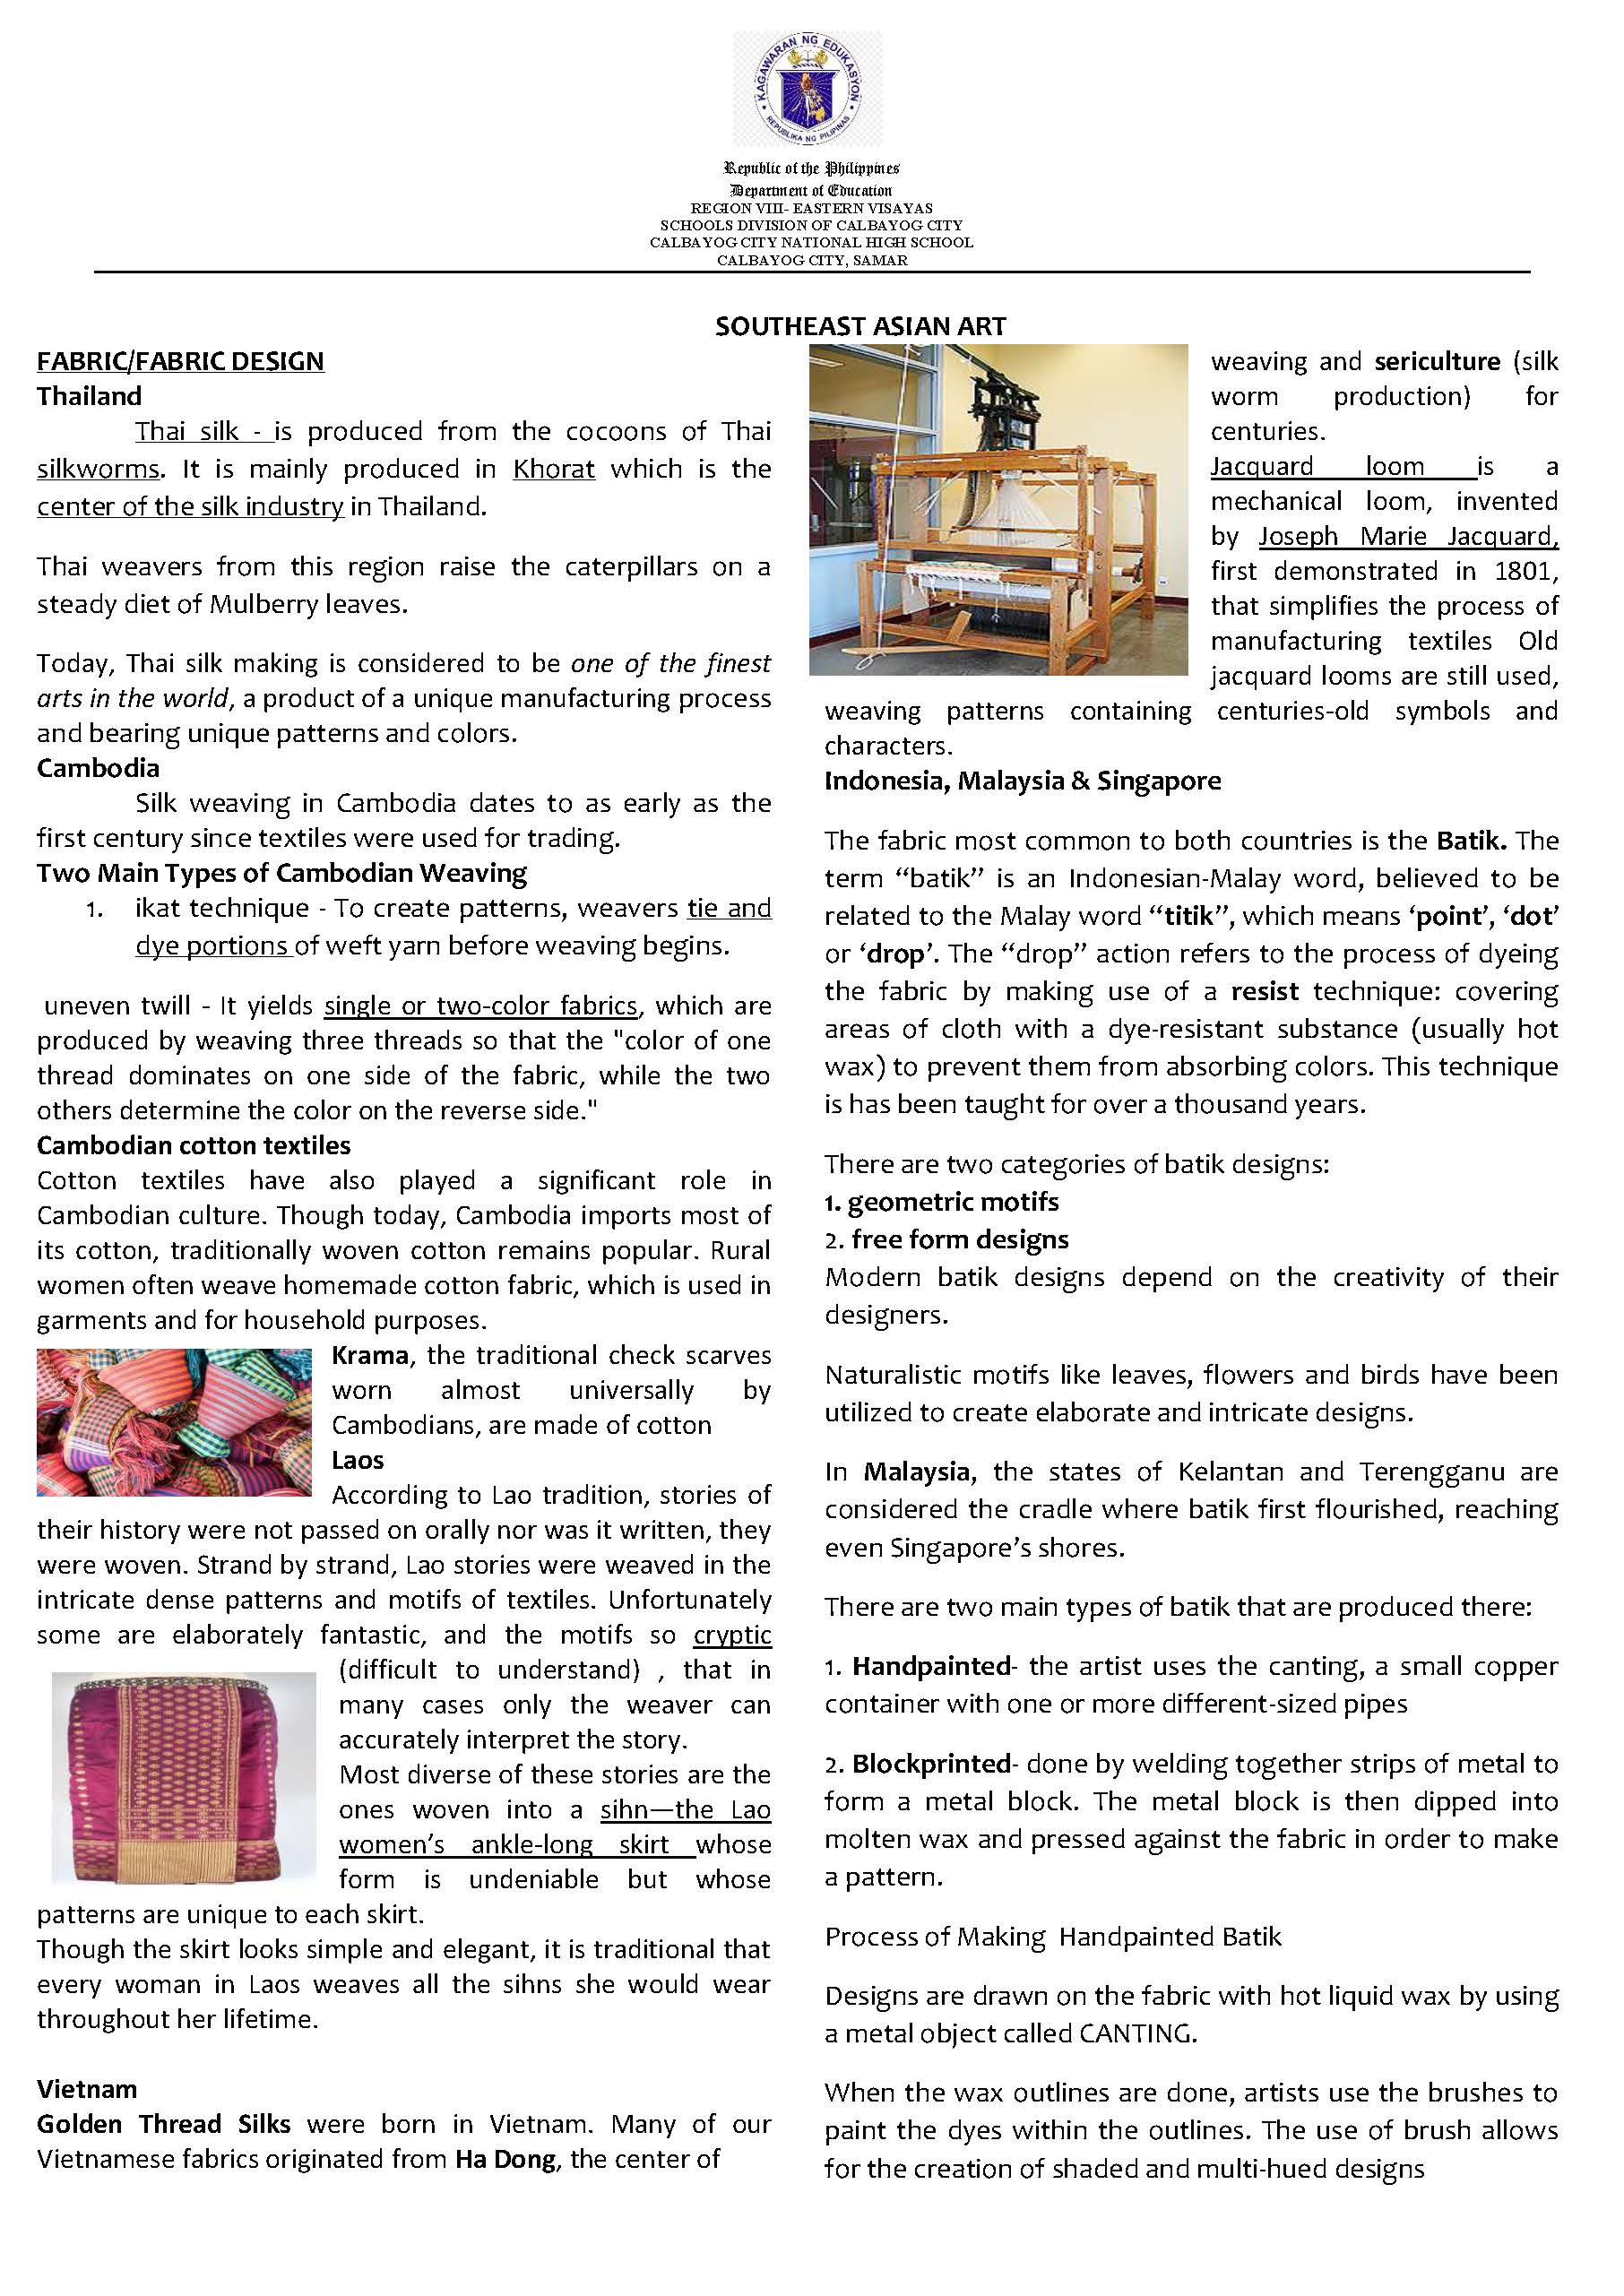 KAGAWARAN NG EDUKASYON
REPUBLIKA NG PILIPINAS
Republic of the Philippines
Department of Education
REGION VIII- EASTERN VISAYAS
SCHOOLS DIVISION OF CALBAYOG CITY
CALBAYOG CITY NATIONAL HIGH SCHOOL
CALBAYOG CITY, SAMAR
SOUTHEAST ASIAN ART
FABRIC/FABRIC DESIGN
Thailand
Thai silk - is produced from the cocoons of Thai
silkworms. It is mainly produced in Khorat which is the
center of the silk industry in Thailand.
Thai weavers from this region raise the caterpillars on a
steady diet of Mulberry leaves.
Today, Thai silk making is considered to be one of the finest
arts in the world, a product of a unique manufacturing process
and bearing unique patterns and colors.
Cambodia
Silk weaving in Cambodia dates to as early as the
first century since textiles were used for trading.
Two Main Types of Cambodian Weaving
1. ikat technique - To create patterns, weavers tie and
dye portions of weft yarn before weaving begins.
uneven twill - It yields single or two-color fabrics, which are
produced by weaving three threads so that the "color of one
thread dominates on one side of the fabric, while the two
others determine the color on the reverse side."
Cambodian cotton textiles
Cotton textiles have also played a significant role in
Cambodian culture. Though today, Cambodia imports most of
its cotton, traditionally woven cotton remains popular. Rural
women often weave homemade cotton fabric, which is used in
garments and for household purposes.
Krama, the traditional check scarves
worn almost universally by
Cambodians, are made of cotton
Laos
According to Lao tradition, stories of
their history were not passed on orally nor was it written, they
were woven. Strand by strand, Lao stories were weaved in the
intricate dense patterns and motifs of textiles. Unfortunately
some are elaborately fantastic, and the motifs so cryptic
(difficult to understand) , that in
many cases only the weaver can
accurately interpret the story.
Most diverse of these stories are the
ones woven into a sihn—the Lao
women’s ankle-long skirt whose
form is undeniable but whose
patterns are unique to each skirt.
Though the skirt looks simple and elegant, it is traditional that
every woman in Laos weaves all the sihns she would wear
throughout her lifetime.
Vietnam
Golden Thread Silks were born in Vietnam. Many of our
Vietnamese fabrics originated from Ha Dong, the center of
weaving and sericulture (silk
worm production) for
centuries.
Jacquard loom is a
mechanical loom, invented
by Joseph Marie Jacquard,
first demonstrated in 1801,
that simplifies the process of
manufacturing textiles Old
jacquard looms are still used,
weaving patterns containing centuries-old symbols and
characters.
Indonesia, Malaysia & Singapore
The fabric most common to both countries is the Batik. The
term “batik” is an Indonesian-Malay word, believed to be
related to the Malay word “titik”, which means ‘point’, ‘dot’
or ‘drop’. The “drop” action refers to the process of dyeing
the fabric by making use of a resist technique: covering
areas of cloth with a dye-resistant substance (usually hot
wax) to prevent them from absorbing colors. This technique
is has been taught for over a thousand years.
There are two categories of batik designs:
1. geometric motifs
2. free form designs
Modern batik designs depend on the creativity of their
designers.
Naturalistic motifs like leaves, flowers and birds have been
utilized to create elaborate and intricate designs.
In Malaysia, the states of Kelantan and Terengganu are
considered the cradle where batik first flourished, reaching
even Singapore’s shores.
There are two main types of batik that are produced there:
1. Handpainted- the artist uses the canting, a small copper
container with one or more different-sized pipes
2. Blockprinted- done by welding together strips of metal to
form a metal block. The metal block is then dipped into
molten wax and pressed against the fabric in order to make
a pattern.
Process of Making Handpainted Batik
Designs are drawn on the fabric with hot liquid wax by using
a metal object called CANTING.
When the wax outlines are done, artists use the brushes to
paint the dyes within the outlines. The use of brush allows
for the creation of shaded and multi-hued designs